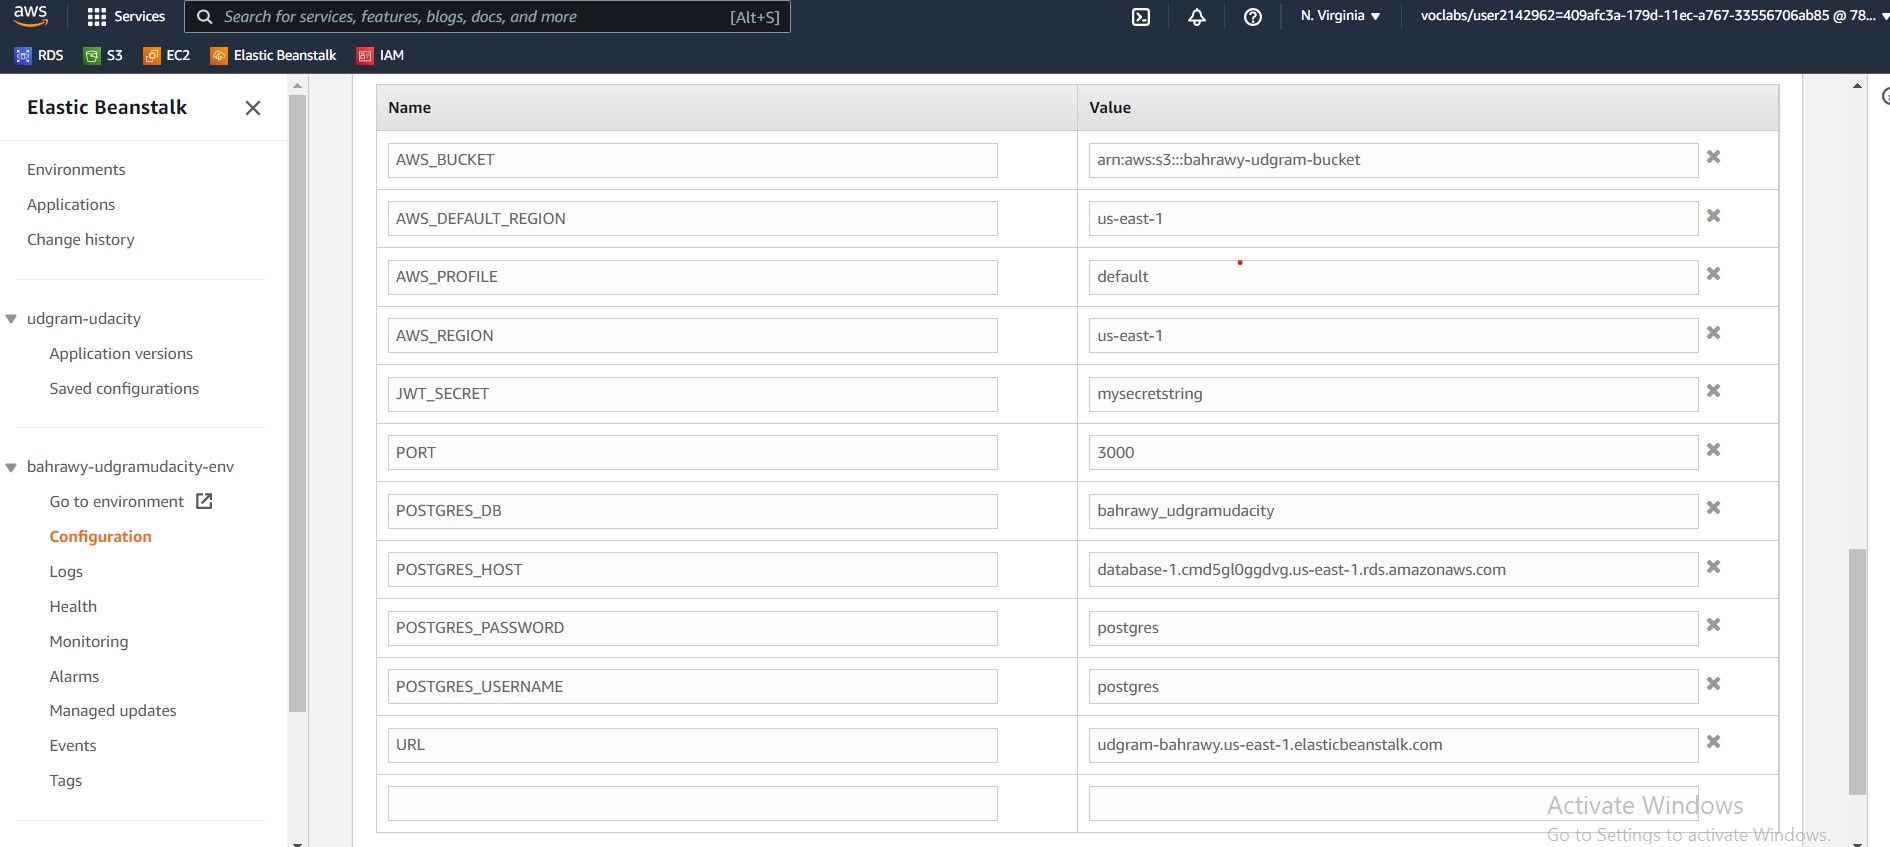 aws
Services
Search for services, features, blogs, docs, and more
[Alt+S]
N. Virginia ▼
voclabs/user2142962=409afc3a-179d-11ec-a767-33556706ab85 @ 78... ▼
RDS
S3
EC2
Elastic Beanstalk
IAM
Elastic Beanstalk
Environments
Applications
Change history
udgram-udacity
Application versions
Saved configurations
bahrawy-udgramudacity-env
Go to environment
Configuration
Logs
Health
Monitoring
Alarms
Managed updates
Events
Tags
Name Value
AWS_BUCKET arn:aws:s3:::bahrawy-udgram-bucket
AWS_DEFAULT_REGION us-east-1
AWS_PROFILE default
AWS_REGION us-east-1
JWT_SECRET mysecretstring
PORT 3000
POSTGRES_DB bahrawy_udgramudacity
POSTGRES_HOST database-1.cmd5gl0ggdvg.us-east-1.rds.amazonaws.com
POSTGRES_PASSWORD postgres
POSTGRES_USERNAME postgres
URL udgram-bahrawy.us-east-1.elasticbeanstalk.com
Activate Windows
Go to Settings to activate Windows.